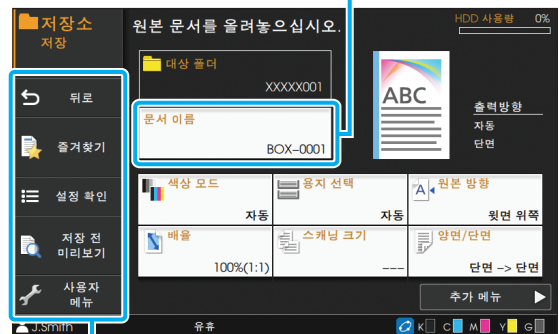 저장소
저장
원본 문서를 올려놓으십시오.
HDD 사용량 0%
대상 폴더
XXXXX001
문서 이름
BOX-0001
ABC
출력방향
자동
단면
뒤로
즐겨찾기
설정 확인
저장 전
미리보기
사용자
메뉴
색상 모드
자동
용지 선택
자동
A
원본 방향
윗면 위쪽
배율
100%(1:1)
스캐닝 크기
---
양면/단면
단면 -> 단면
추가 메뉴
J.Smith
유휴
K C M Y G